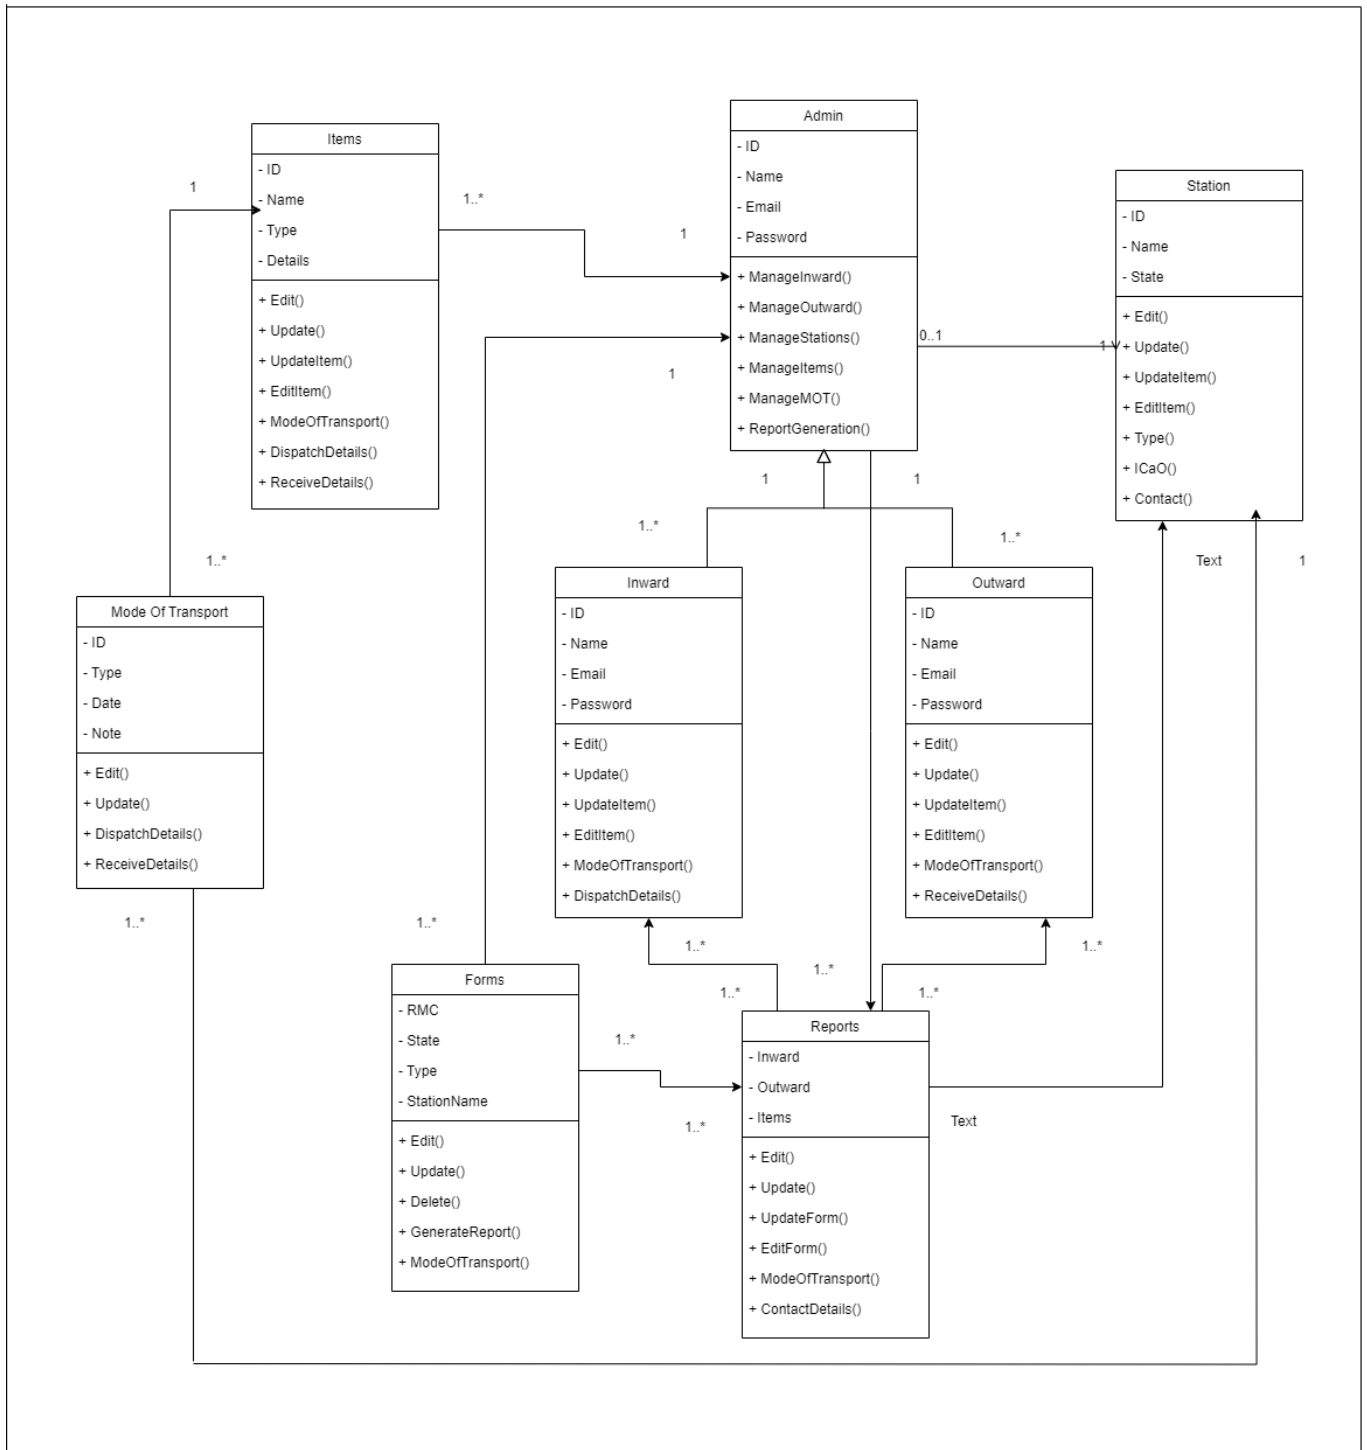 Items
- ID
- Name
- Type
- Details
+ Edit()
+ Update()
+ UpdateItem()
+ EditItem()
+ ModeOfTransport()
+ DispatchDetails()
+ ReceiveDetails()
1
1..*
1
Admin
- ID
- Name
- Email
- Password
+ ManageInward()
+ ManageOutward()
+ ManageStations()
+ ManageItems()
+ ManageMOT()
+ ReportGeneration()
0..1
1
1
1
1
Station
- ID
- Name
- State
+ Edit()
+ Update()
+ UpdateItem()
+ EditItem()
+ Type()
+ ICaO()
+ Contact()
Text
1
1..*
Mode Of Transport
- ID
- Type
- Date
- Note
+ Edit()
+ Update()
+ DispatchDetails()
+ ReceiveDetails()
1..*
1..*
Inward
- ID
- Name
- Email
- Password
+ Edit()
+ Update()
+ UpdateItem()
+ EditItem()
+ ModeOfTransport()
+ DispatchDetails()
1..*
Outward
- ID
- Name
- Email
- Password
+ Edit()
+ Update()
+ UpdateItem()
+ EditItem()
+ ModeOfTransport()
+ ReceiveDetails()
1..*
1..*
1..*
1..*
1..*
1..*
Forms
- RMC
- State
- Type
- StationName
+ Edit()
+ Update()
+ Delete()
+ GenerateReport()
+ ModeOfTransport()
1..*
1..*
Reports
- Inward
- Outward
- Items
+ Edit()
+ Update()
+ UpdateForm()
+ EditForm()
+ ModeOfTransport()
+ ContactDetails()
Text